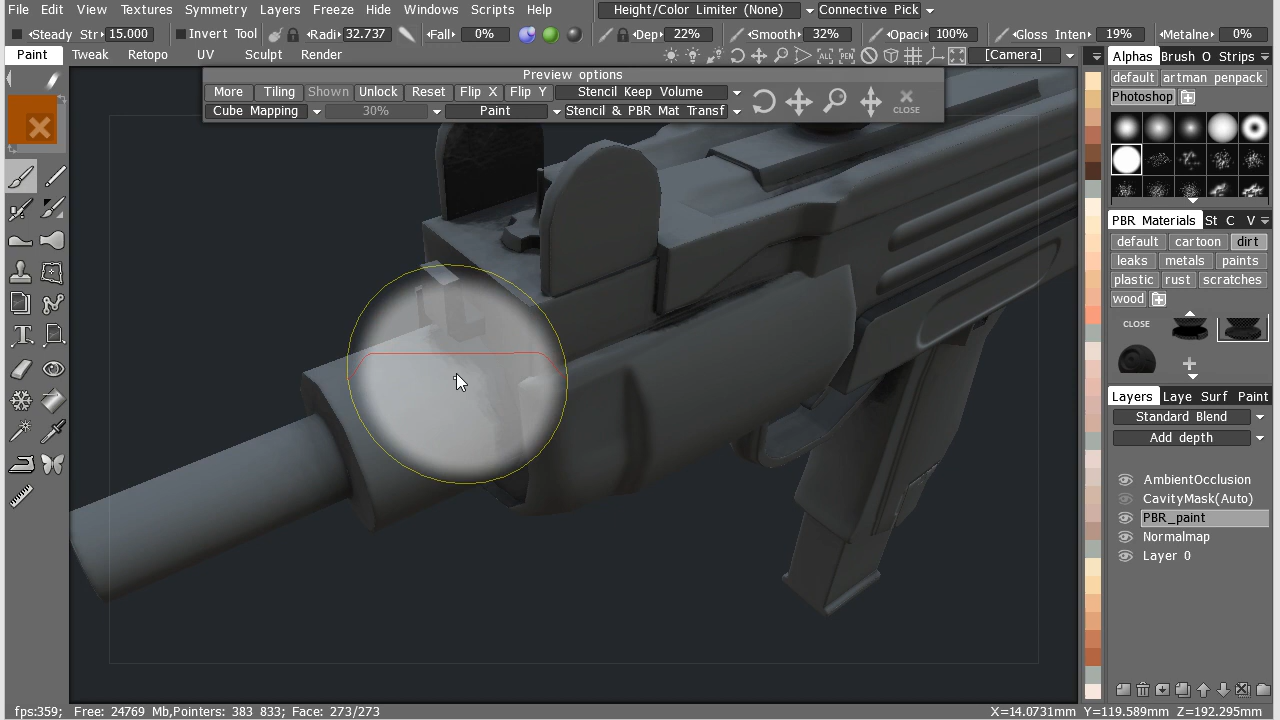 File Edit View Textures Symmetry Layers Freeze Hide Windows Scripts Help Height/Color Limiter (None) Connective Pick
Steady Str 15.000 Invert Tool Radi 32.737 Fall 0% Dep 22% Smooth 32% Opaci 100% Gloss Inten 19% Metalne 0%
Paint Tweak Retopo UV Sculpt Render ALL PEN [Camera] Alphas Brush O Strips
Preview options
More Tiling Shown Unlock Reset Flip X Flip Y Stencil Keep Volume
Cube Mapping 30% Paint Stencil & PBR Mat Transf CLOSE
default artman penpack
Photoshop
PBR Materials St C V
default cartoon dirt
leaks metals paints
plastic rust scratches
wood
CLOSE
Layers Laye Surf Paint
Standard Blend
Add depth
AmbientOcclusion
CavityMask(Auto)
PBR_paint
Normalmap
Layer 0
fps:359; Free: 24769 Mb,Pointers: 383 833; Face: 273/273 X=14.0731mm Y=119.589mm Z=192.295mm